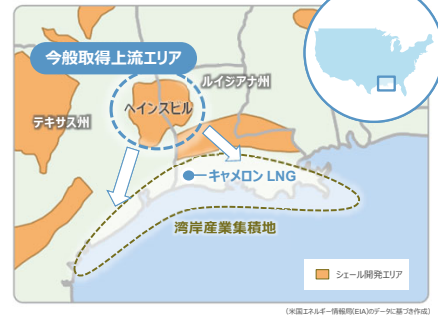 今般取得上流エリア
ルイジアナ州
ヘインズビル
テキサス州
キャメロン LNG
湾岸産業集積地
シェール開発エリア
(米国エネルギー情報局(EIA)のデータに基づき作成)